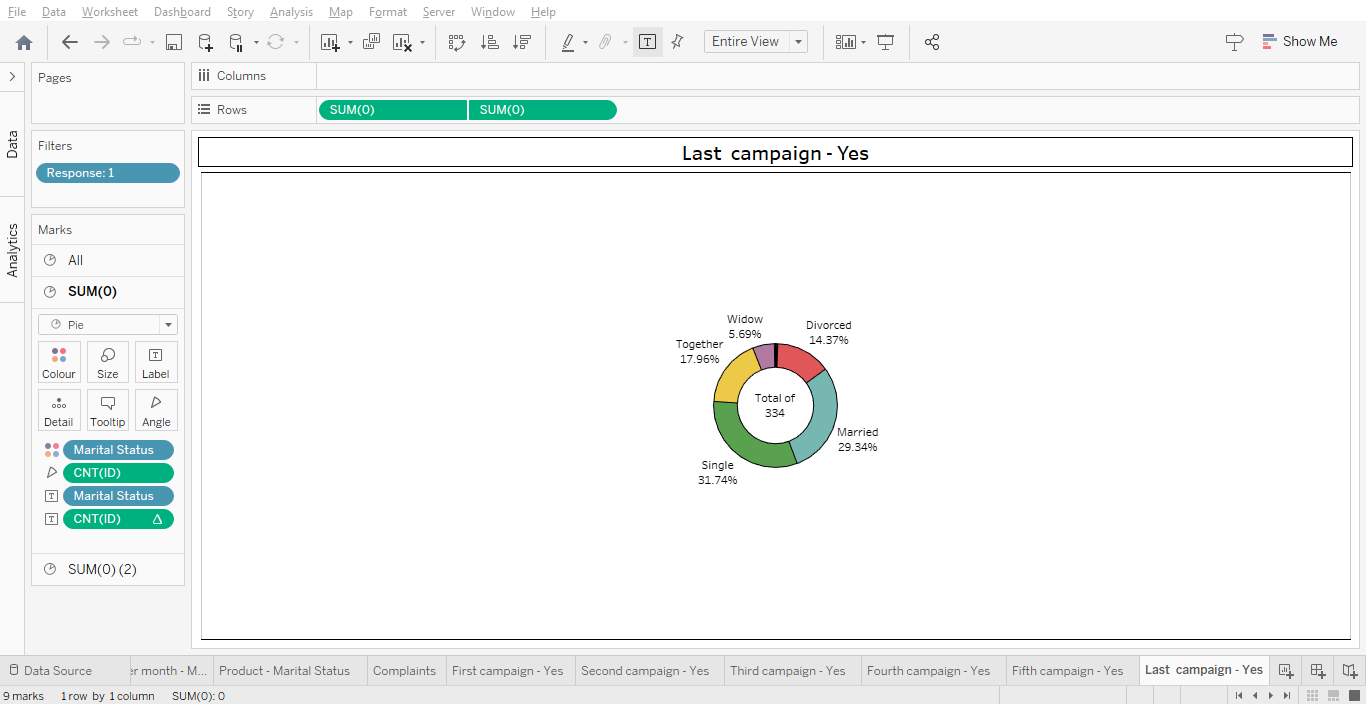 File Data Worksheet Dashboard Story Analysis Map Format Server Window Help
Entire View
Show Me
Data
Analytics
Pages
Columns
Rows SUM(0) SUM(0)
Filters
Response: 1
Marks
All
SUM(0)
Pie
Colour Size Label
Detail Tooltip Angle
Marital Status
CNT(ID)
Marital Status
CNT(ID) Δ
SUM(0) (2)
Last campaign - Yes
Widow
5.69%
Divorced
14.37%
Together
17.96%
Total of
334
Married
29.34%
Single
31.74%
Data Source er month - M... Product - Marital Status Complaints First campaign - Yes Second campaign - Yes Third campaign - Yes Fourth campaign - Yes Fifth campaign - Yes Last campaign - Yes
9 marks 1 row by 1 column SUM(0): 0